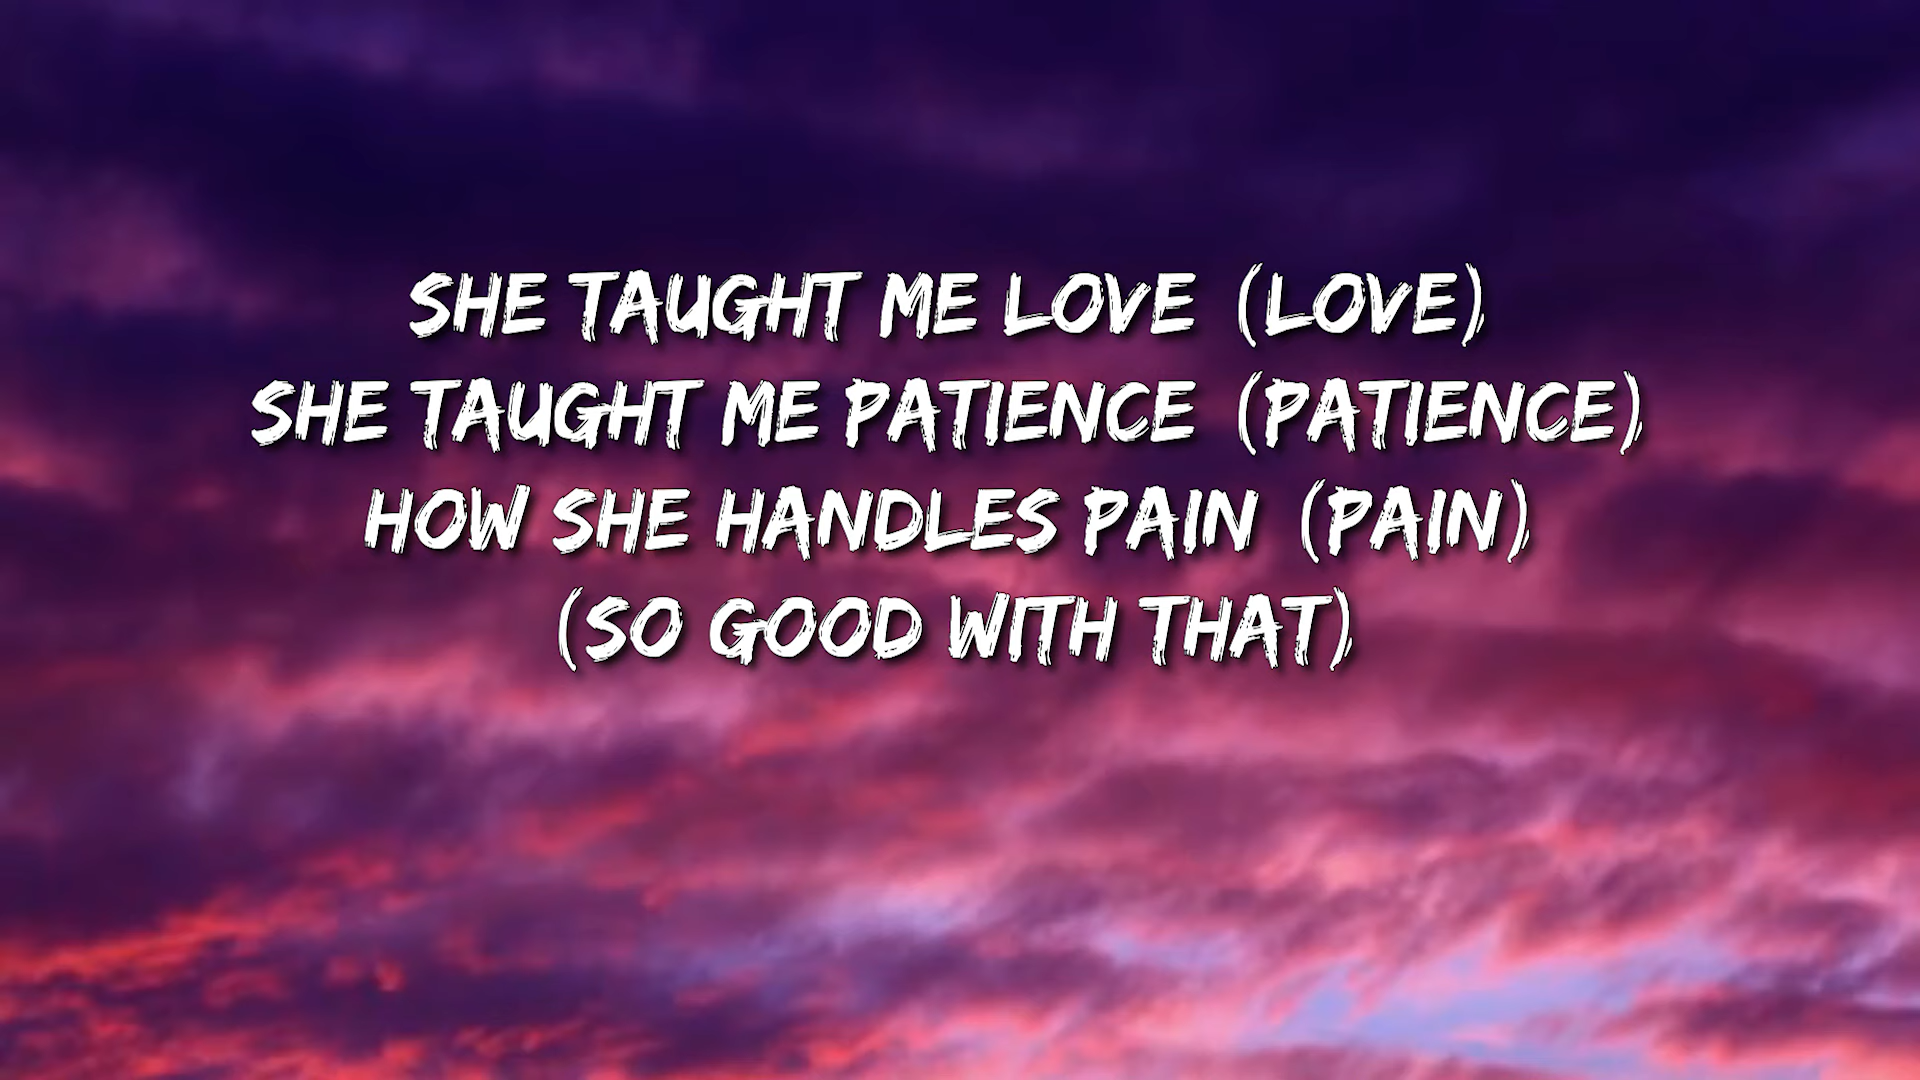 SHE TAUGHT ME LOVE (LOVE)
SHE TAUGHT ME PATIENCE (PATIENCE)
HOW SHE HANDLES PAIN (PAIN)
(SO GOOD WITH THAT)